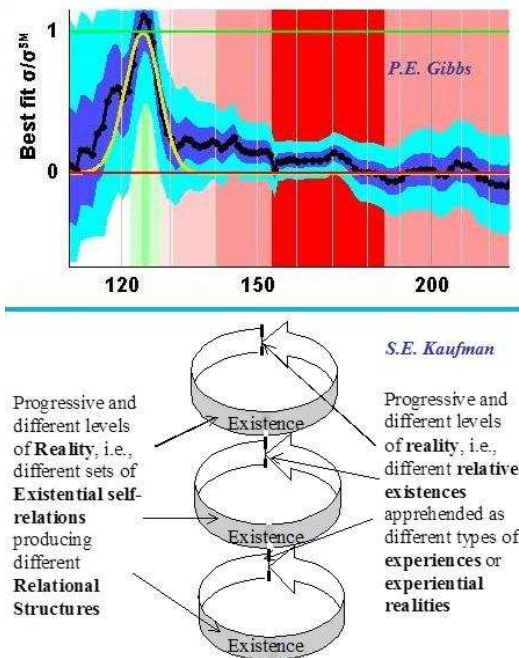 1
P.E. Gibbs
Best fit σ/σSM
0
120 150 200
S.E. Kaufman
Progressive and
different levels
of Reality, i.e.,
different sets of
Existential self-
relations
producing
different
Relational
Structures
Existence
Existence
Existence
Progressive and
different levels
of reality, i.e.,
different relative
existences
apprehended as
different types of
experiences or
experiential
realities